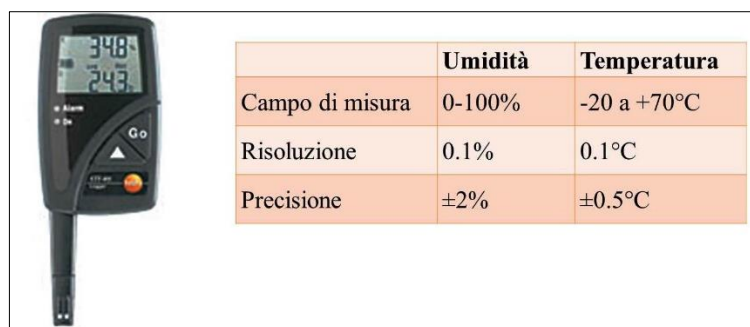 34.8 %
24.3
Alarm
On
Go
Umidità Temperatura
Campo di misura 0-100% -20 a +70°C
Risoluzione 0.1% 0.1°C
Precisione ±2% ±0.5°C